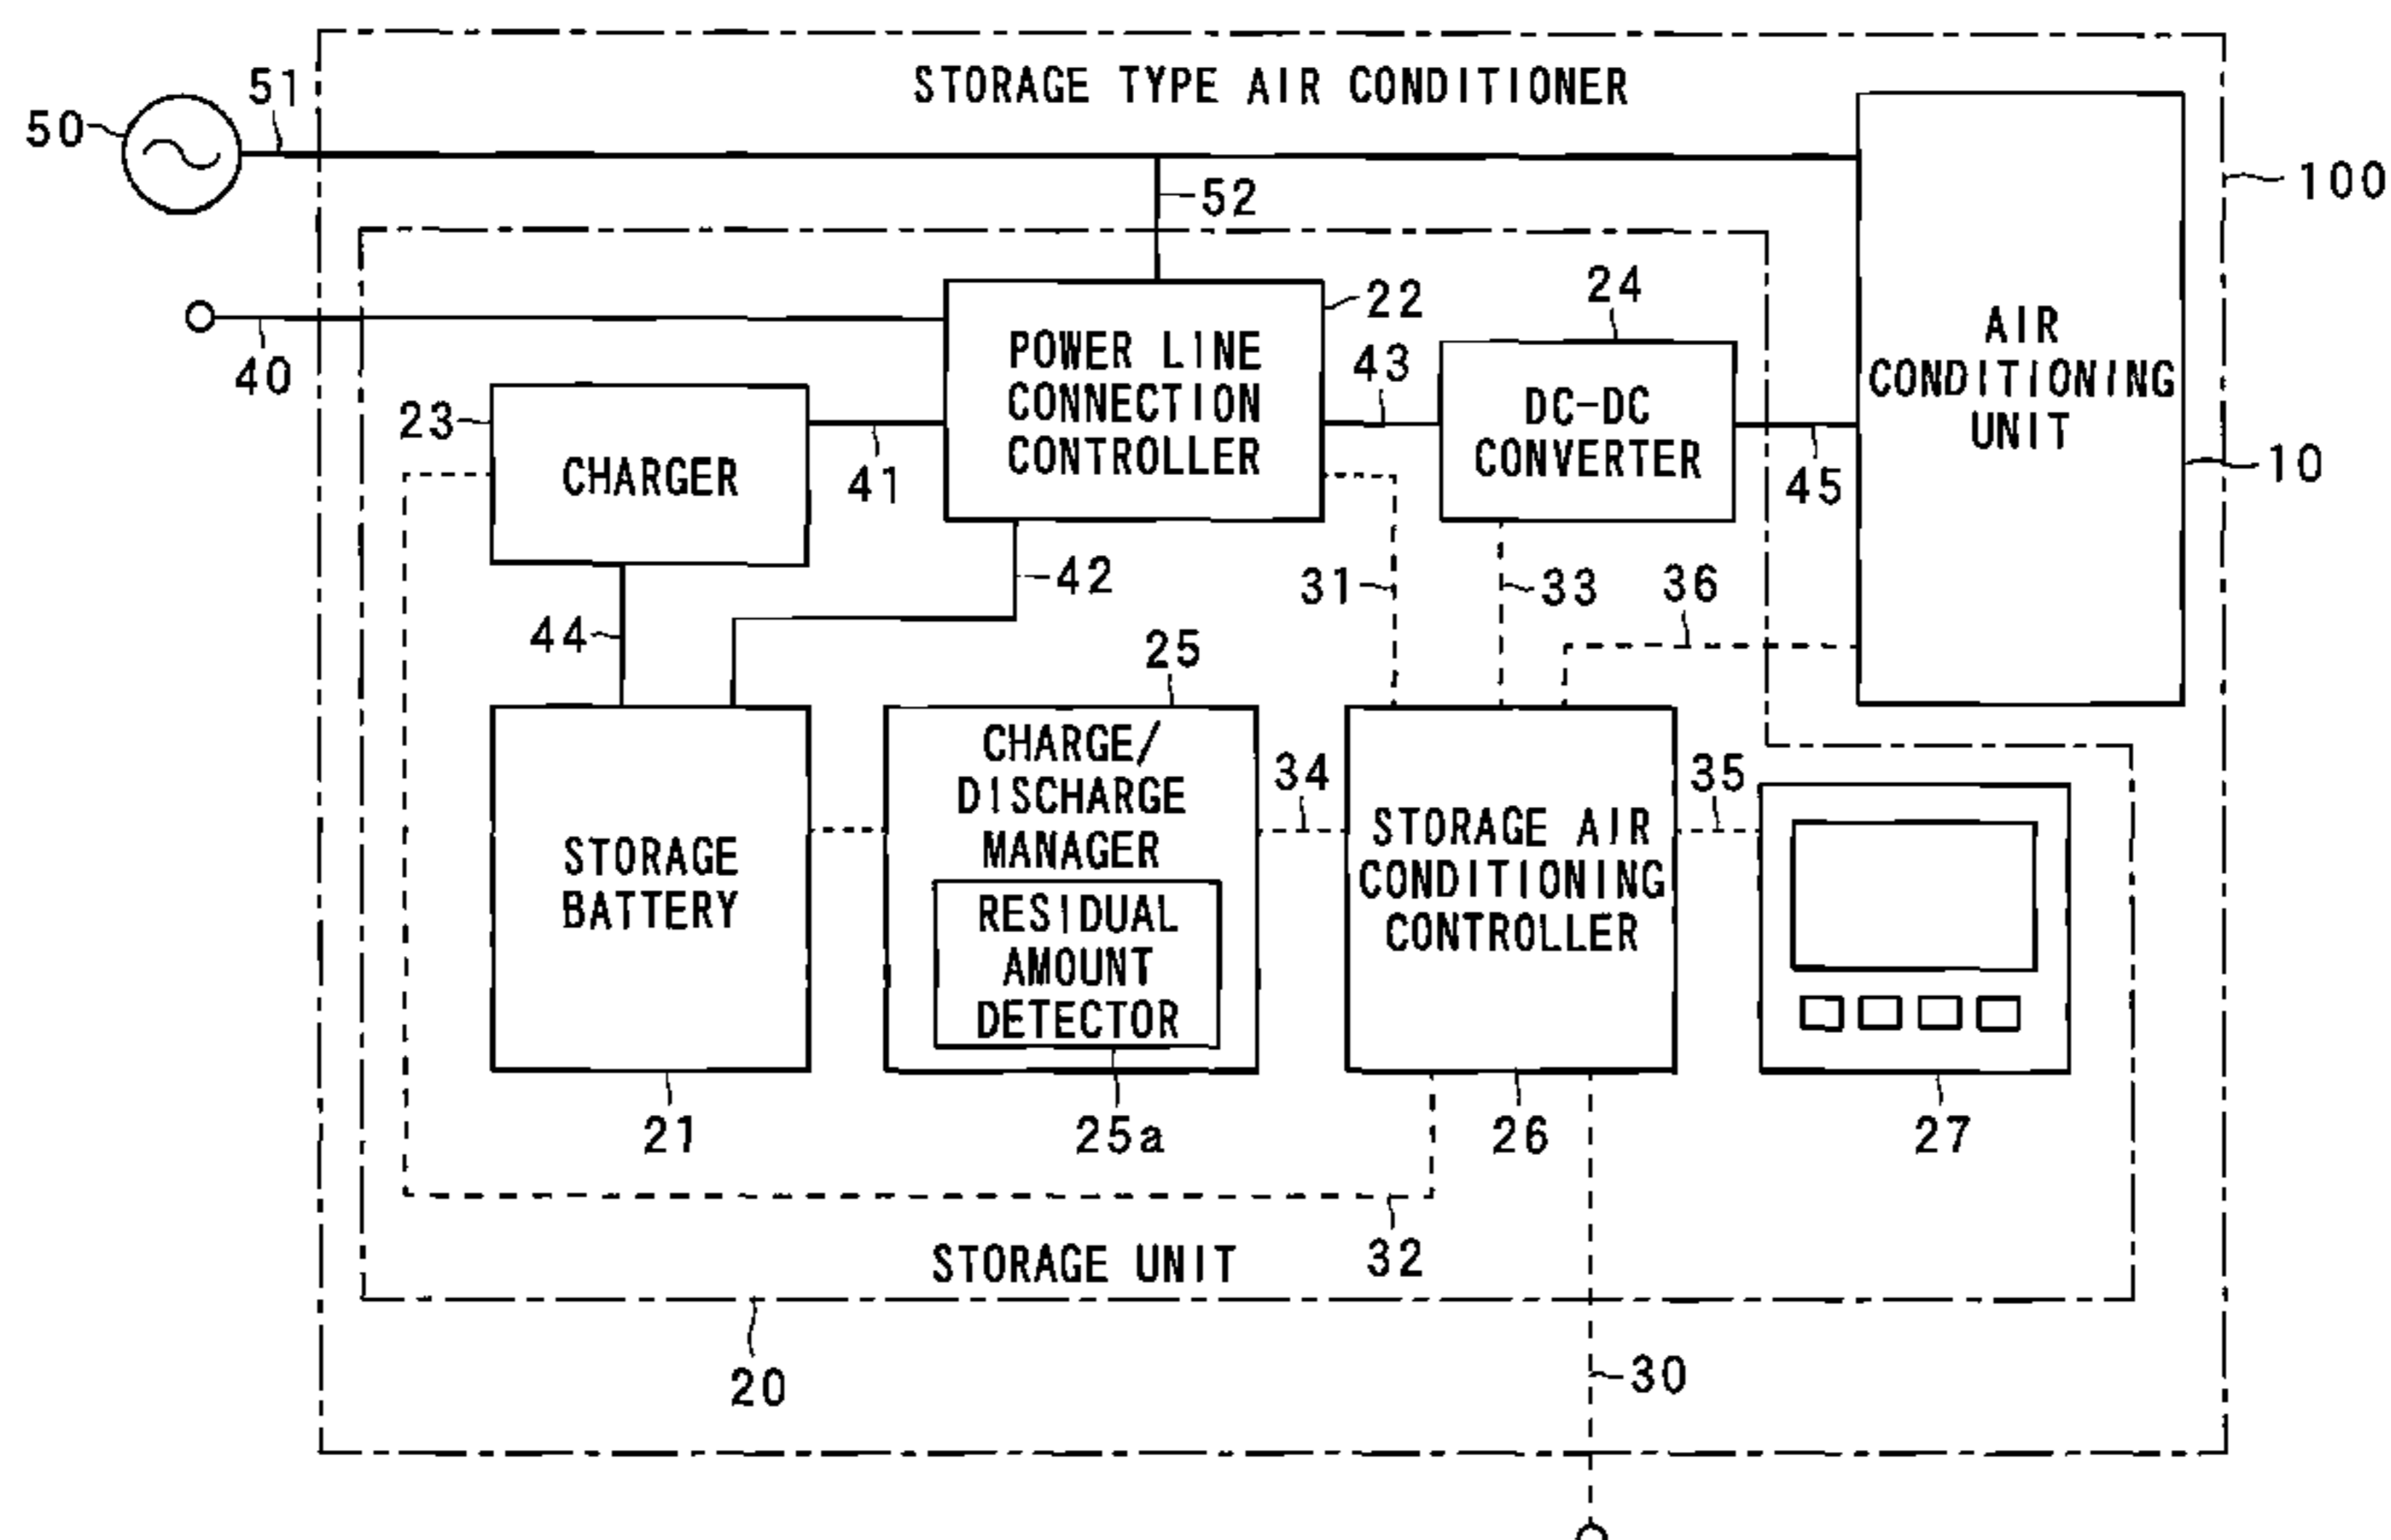 STORAGE TYPE AIR CONDITIONER
51
50
100
52
40
22
24
POWER LINE
CONNECTION
CONTROLLER
43
DC-DC
CONVERTER
AIR
CONDITIONING
UNIT
23
CHARGER
41
45
10
42
31
33
36
44
25
CHARGE/
DISCHARGE
MANAGER
34
35
STORAGE
BATTERY
RESIDUAL
AMOUNT
DETECTOR
STORAGE AIR
CONDITIONING
CONTROLLER
21
25a
26
27
32
STORAGE UNIT
20
30